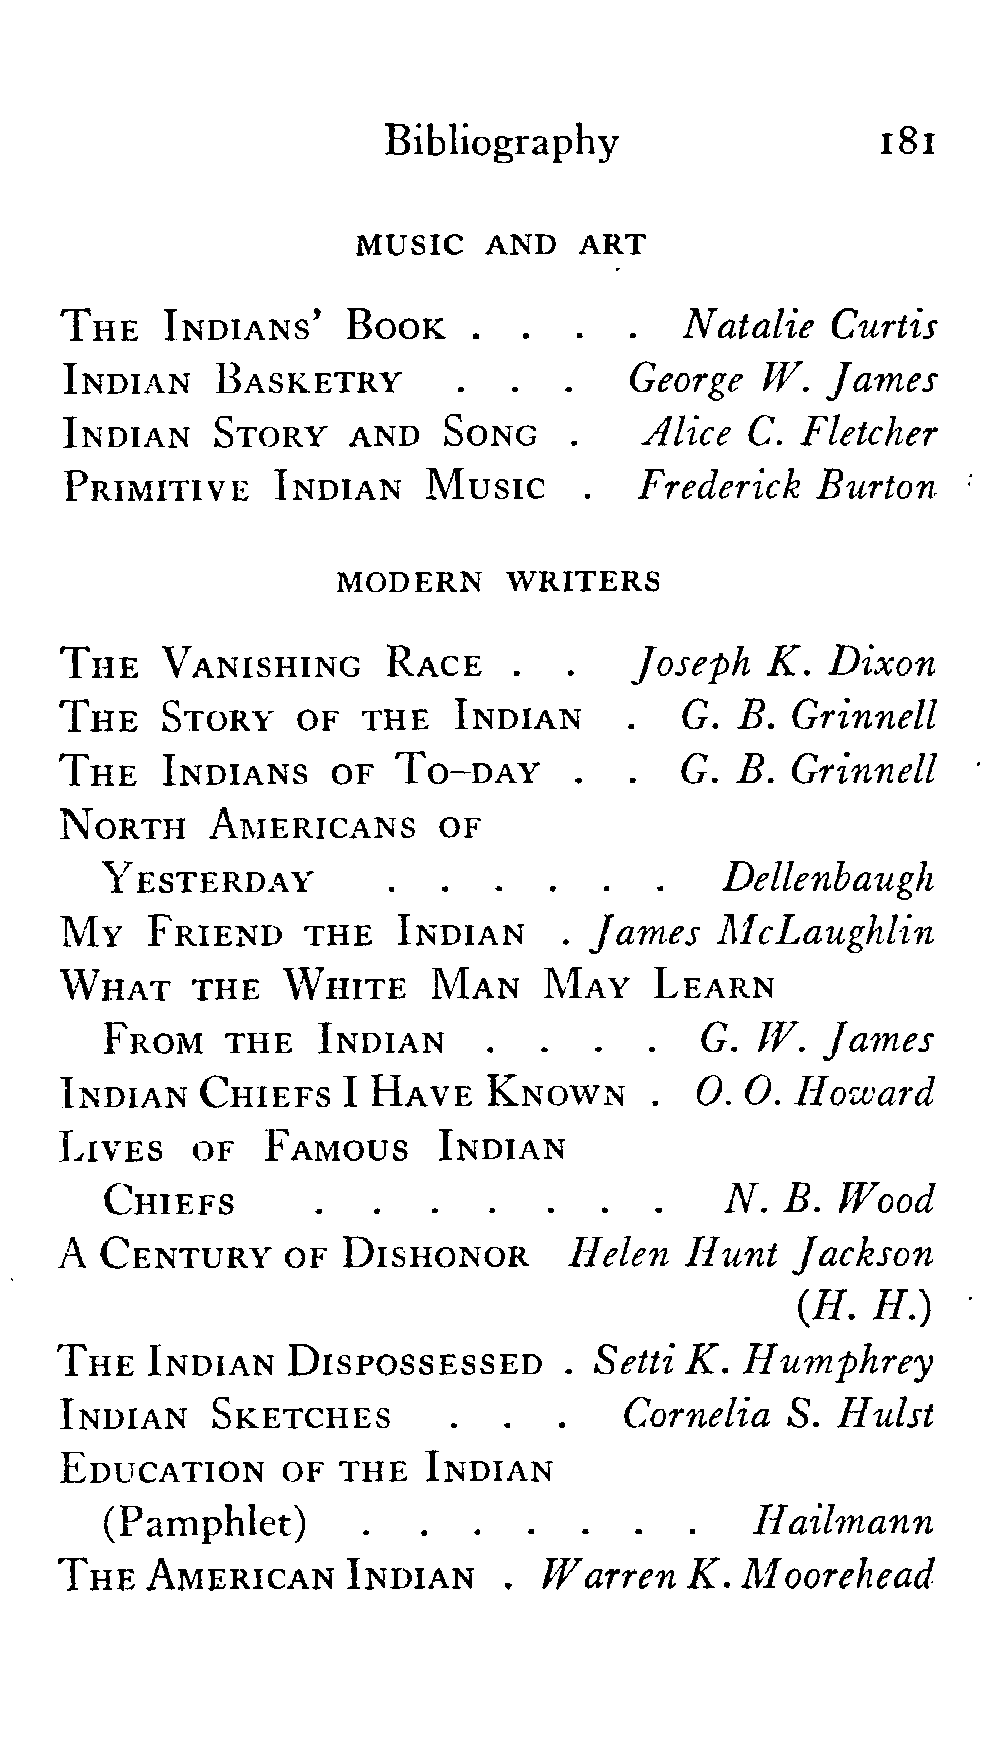 Bibliography 181
MUSIC AND ART
THE INDIANS' BOOK . . . . Natalie Curtis
INDIAN BASKETRY . . . George W. James
INDIAN STORY AND SONG . Alice C. Fletcher
PRIMITIVE INDIAN MUSIC . Frederick Burton
MODERN WRITERS
THE VANISHING RACE . . Joseph K. Dixon
THE STORY OF THE INDIAN . G. B. Grinnell
THE INDIANS OF TO–DAY . . G. B. Grinnell
NORTH AMERICANS OF
YESTERDAY . . . . . . Dellenbaugh
MY FRIEND THE INDIAN . James McLaughlin
WHAT THE WHITE MAN MAY LEARN
FROM THE INDIAN . . . . G. W. James
INDIAN CHIEFS I HAVE KNOWN . O. O. Howard
LIVES OF FAMOUS INDIAN
CHIEFS . . . . . . . N. B. Wood
A CENTURY OF DISHONOR Helen Hunt Jackson
(H. H.)
THE INDIAN DISPOSSESSED . Setti K. Humphrey
INDIAN SKETCHES . . . Cornelia S. Hulst
EDUCATION OF THE INDIAN
(Pamphlet) . . . . . . . Hailmann
THE AMERICAN INDIAN . Warren K. Moorehead